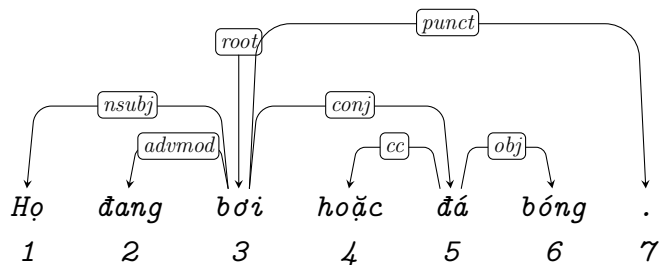 punct
root
nsubj conj
advmod cc obj
Họ đang bơi hoặc đá bóng .
1 2 3 4 5 6 7